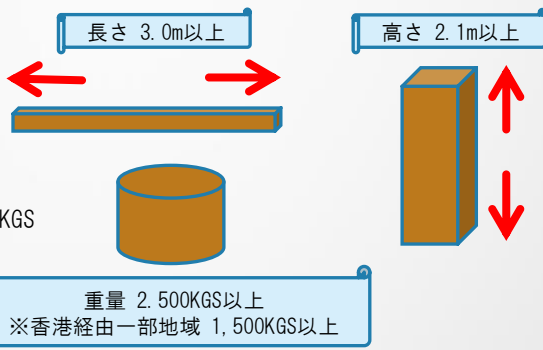 長さ 3.0m以上
高さ 2.1m以上
KGS
重量 2.500KGS以上
※香港経由一部地域 1,500KGS以上